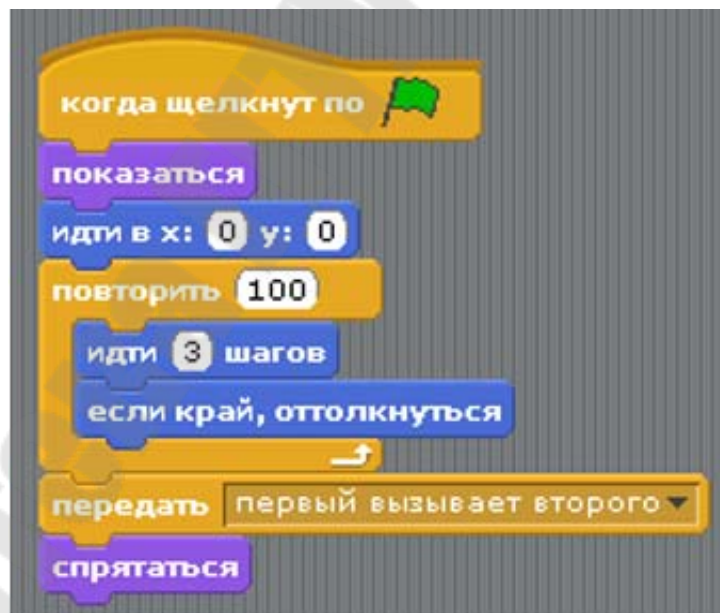 когда щелкнут по
показаться
идти в x: 0 y: 0
повторить 100
идти 3 шагов
если край, оттолкнуться
передать первый вызывает второго
спрятаться